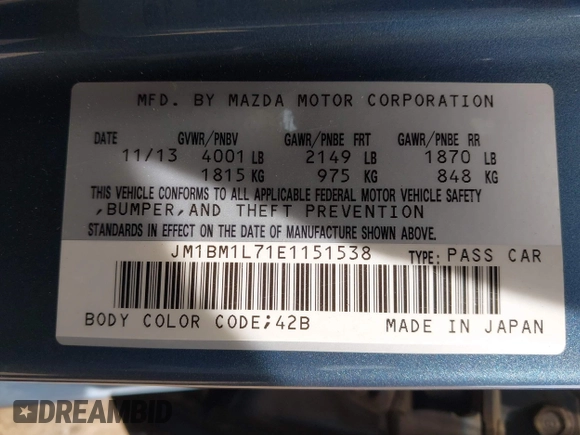 MFD. BY MAZDA MOTOR CORPORATION
DATE GVWR/PNBV GAWR/PNBE FRT GAWR/PNBE RR
11/13 4001 LB 2149 LB 1870 LB
1815 KG 975 KG 848 KG
THIS VEHICLE CONFORMS TO ALL APPLICABLE FEDERAL MOTOR VEHICLE SAFETY
,BUMPER,AND THEFT PREVENTION
STANDARDS IN EFFECT ON THE DATE OF MANUFACTURE SHOWN ABOVE.
JM1BM1L71E1151538 TYPE: PASS CAR
BODY COLOR CODE;42B MADE IN JAPAN
DREAMBID